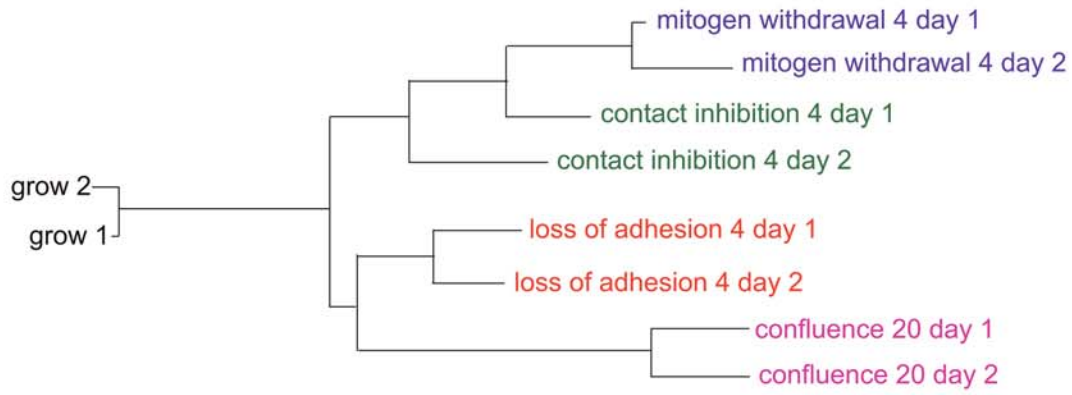 mitogen withdrawal 4 day 1
mitogen withdrawal 4 day 2
contact inhibition 4 day 1
contact inhibition 4 day 2
grow 2
grow 1
loss of adhesion 4 day 1
loss of adhesion 4 day 2
confluence 20 day 1
confluence 20 day 2